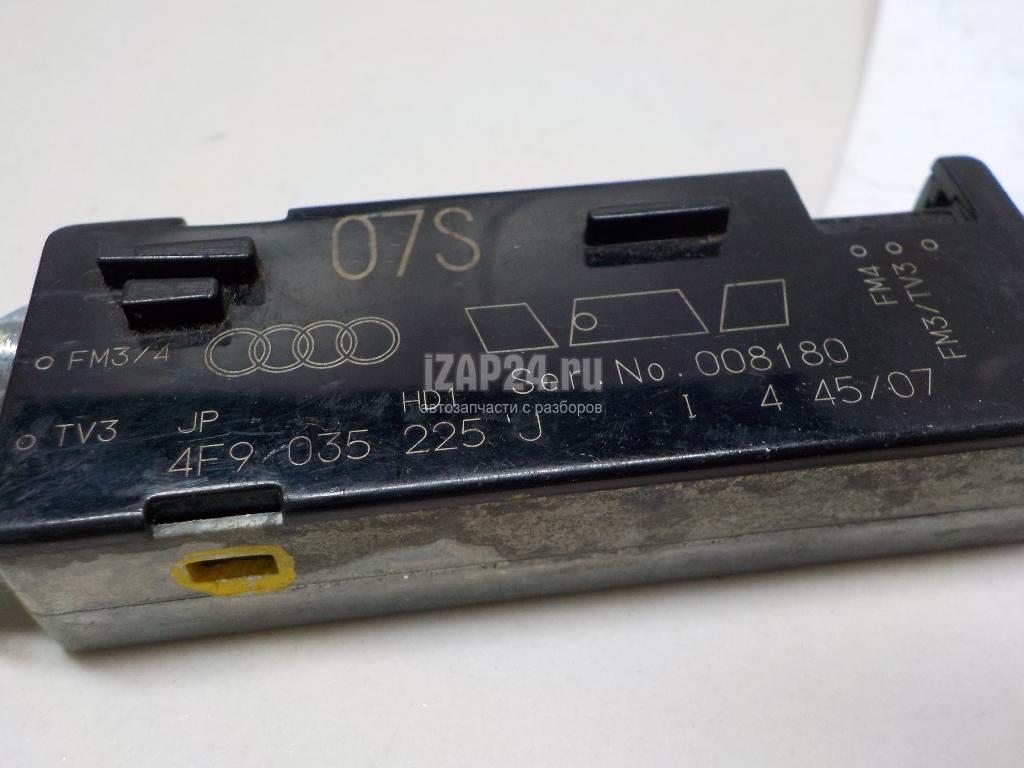 07S
FM3/4
FM4
FM3/TV3
iZAP24.ru
автозапчасти с разборов
HD1 Ser.No.008180
TV3 JP
4F9 035 225 J I 4 45/07